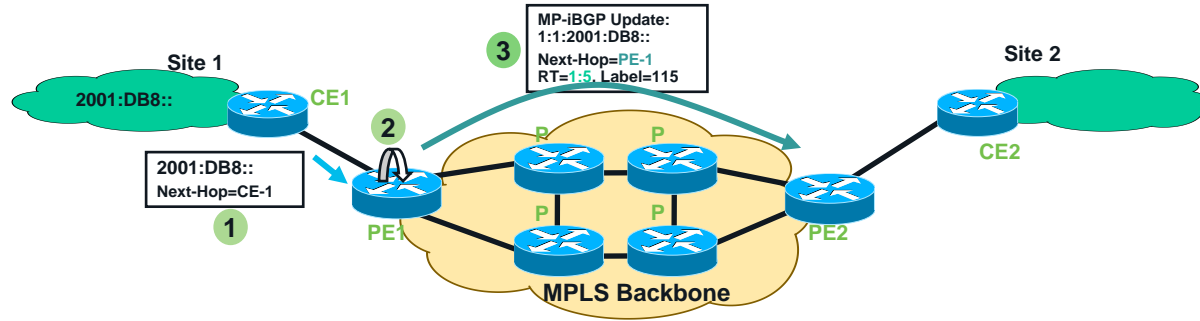 MP-iBGP Update:
1:1:2001:DB8::
Next-Hop=PE-1
RT=1:5, Label=115
3
Site 1
Site 2
2001:DB8::
CE1
2
P
P
CE2
2001:DB8::
Next-Hop=CE-1
1
PE1
P
P
PE2
MPLS Backbone